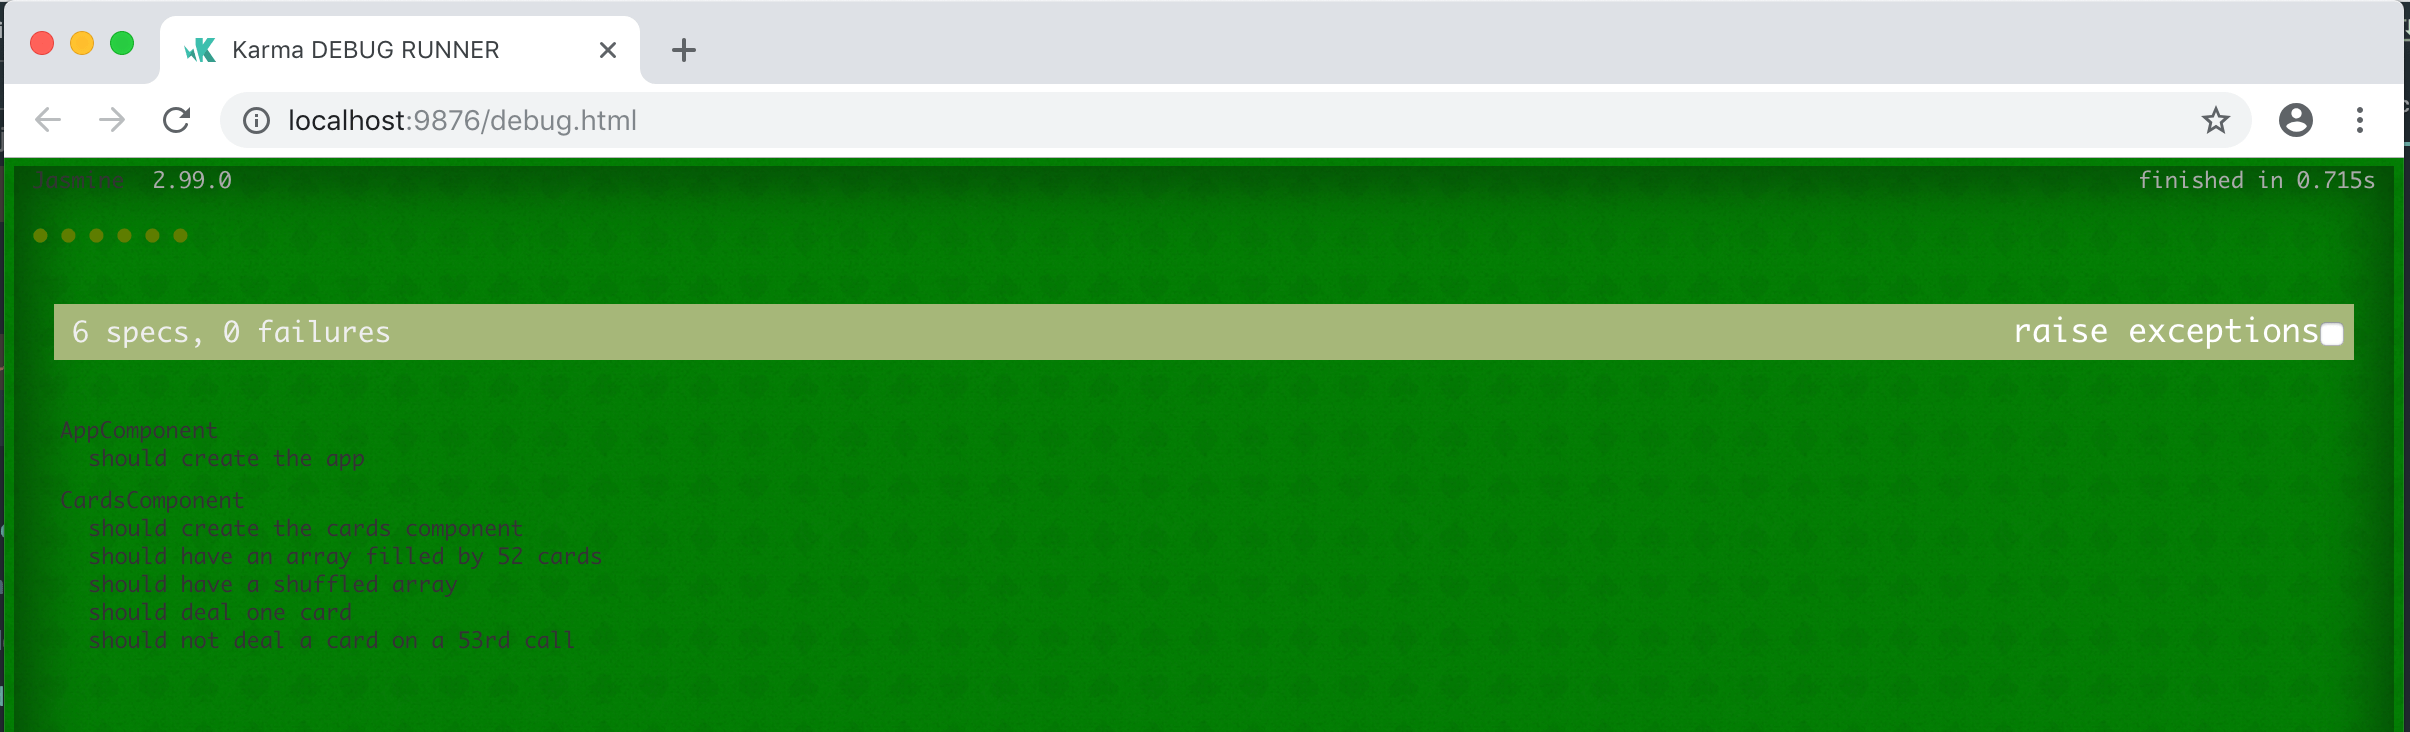 Karma DEBUG RUNNER
localhost:9876/debug.html
Jasmine 2.99.0
finished in 0.715s
6 specs, 0 failures
raise exceptions
AppComponent
should create the app
CardsComponent
should create the cards component
should have an array filled by 52 cards
should have a shuffled array
should deal one card
should not deal a card on a 53rd call